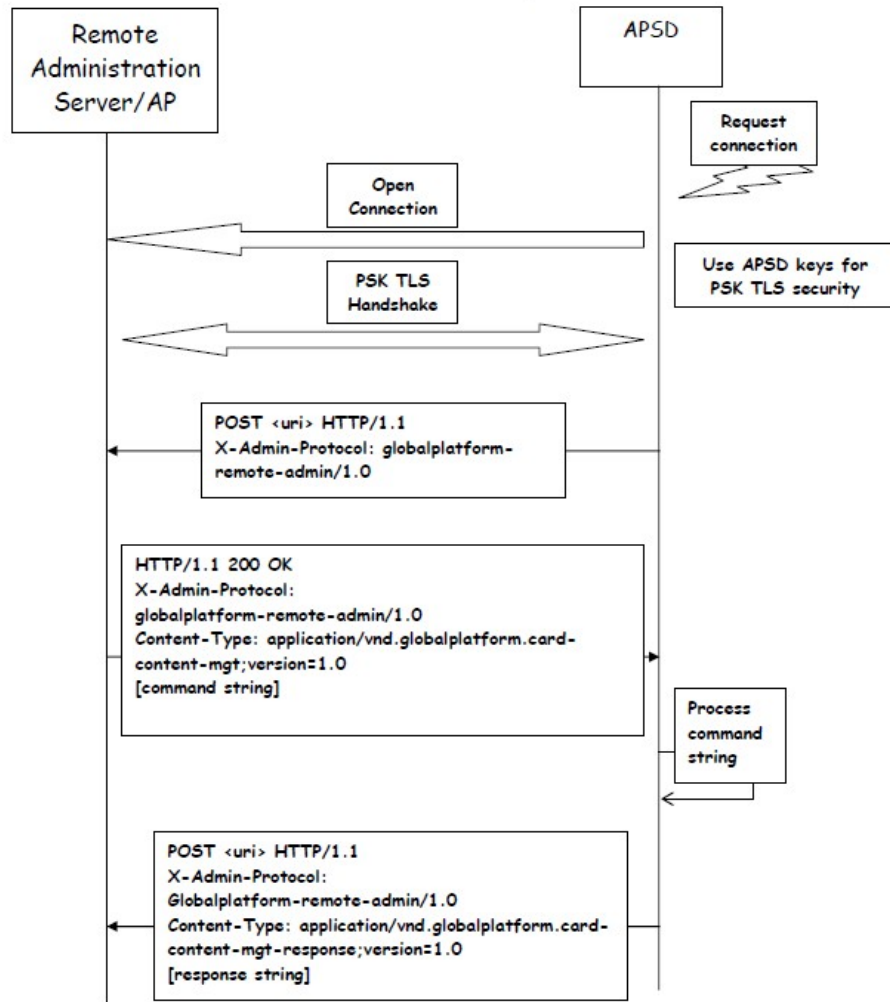 Remote
Administration
Server/AP
APSD
Request
connection
Open
Connection
Use APSD keys for
PSK TLS security
PSK TLS
Handshake
POST <uri> HTTP/1.1
X-Admin-Protocol: globalplatform-
remote-admin/1.0
HTTP/1.1 200 OK
X-Admin-Protocol:
globalplatform-remote-admin/1.0
Content-Type: application/vnd.globalplatform.card-
content-mgt;version=1.0
[command string]
Process
command
string
POST <uri> HTTP/1.1
X-Admin-Protocol:
Globalplatform-remote-admin/1.0
Content-Type: application/vnd.globalplatform.card-
content-mgt-response;version=1.0
[response string]